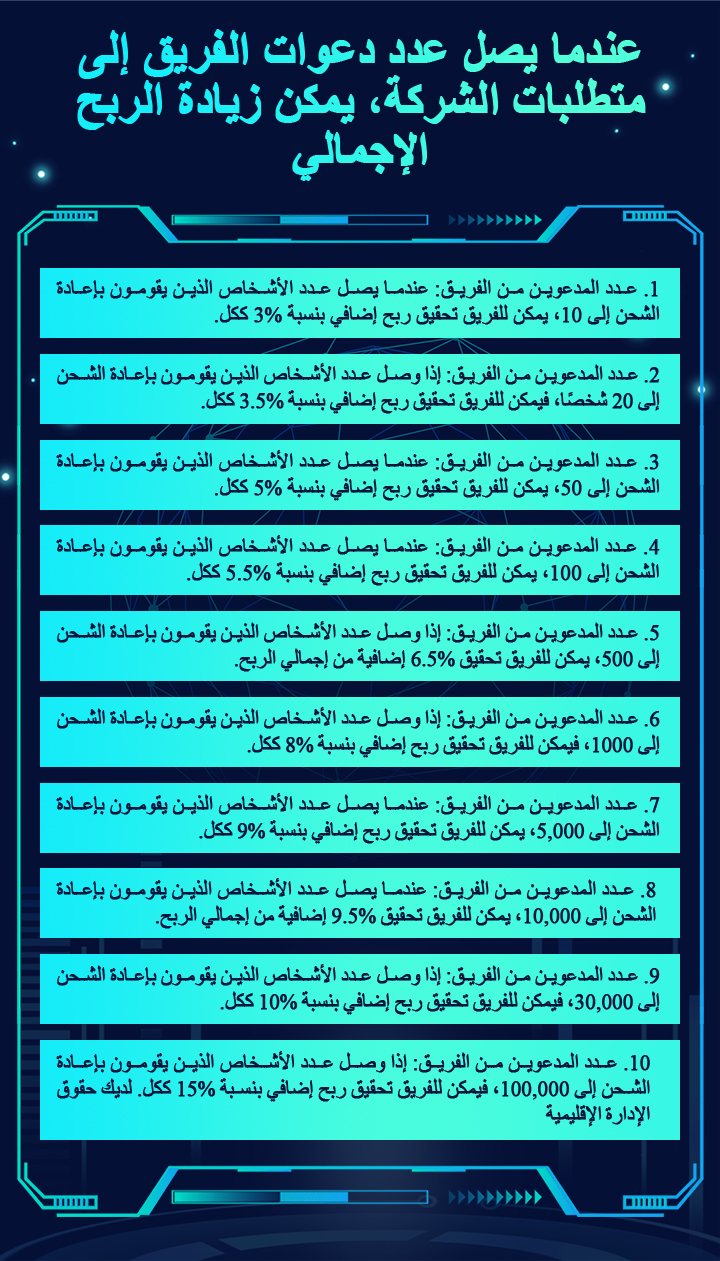 عندما يصل عدد دعوات الفريق إلى
متطلبات الشركة، يمكن زيادة الربح
الإجمالي
1. عدد المدعوين من الفريق: عندما يصل عدد الأشخاص الذين يقومون بإعادة
الشحن إلى 10، يمكن للفريق تحقيق ربح إضافي بنسبة 3% ككل.
2. عدد المدعوين من الفريق: إذا وصل عدد الأشخاص الذين يقومون بإعادة الشحن
إلى 20 شخصًا، فيمكن للفريق تحقيق ربح إضافي بنسبة 3.5% ككل.
3. عدد المدعوين من الفريق: عندما يصل عدد الأشخاص الذين يقومون بإعادة
الشحن إلى 50، يمكن للفريق تحقيق ربح إضافي بنسبة 5% ككل.
4. عدد المدعوين من الفريق: عندما يصل عدد الأشخاص الذين يقومون بإعادة
الشحن إلى 100، يمكن للفريق تحقيق ربح إضافي بنسبة 5.5% ككل.
5. عدد المدعوين من الفريق: إذا وصل عدد الأشخاص الذين يقومون بإعادة الشحن
إلى 500، يمكن للفريق تحقيق 6.5% إضافية من إجمالي الربح.
6. عدد المدعوين من الفريق: إذا وصل عدد الأشخاص الذين يقومون بإعادة الشحن
إلى 1000، فيمكن للفريق تحقيق ربح إضافي بنسبة 8% ككل.
7. عدد المدعوين من الفريق: عندما يصل عدد الأشخاص الذين يقومون بإعادة
الشحن إلى 5,000، يمكن للفريق تحقيق ربح إضافي بنسبة 9% ككل.
8. عدد المدعوين من الفريق: عندما يصل عدد الأشخاص الذين يقومون بإعادة
الشحن إلى 10,000، يمكن للفريق تحقيق 9.5% إضافية من إجمالي الربح.
9. عدد المدعوين من الفريق: إذا وصل عدد الأشخاص الذين يقومون بإعادة الشحن
إلى 30,000، فيمكن للفريق تحقيق ربح إضافي بنسبة 10% ككل.
10. عدد المدعوين من الفريق: إذا وصل عدد الأشخاص الذين يقومون بإعادة
الشحن إلى 100,000، فيمكن للفريق تحقيق ربح إضافي بنسبة 15% ككل. لديك حقوق
الإدارة الإقليمية